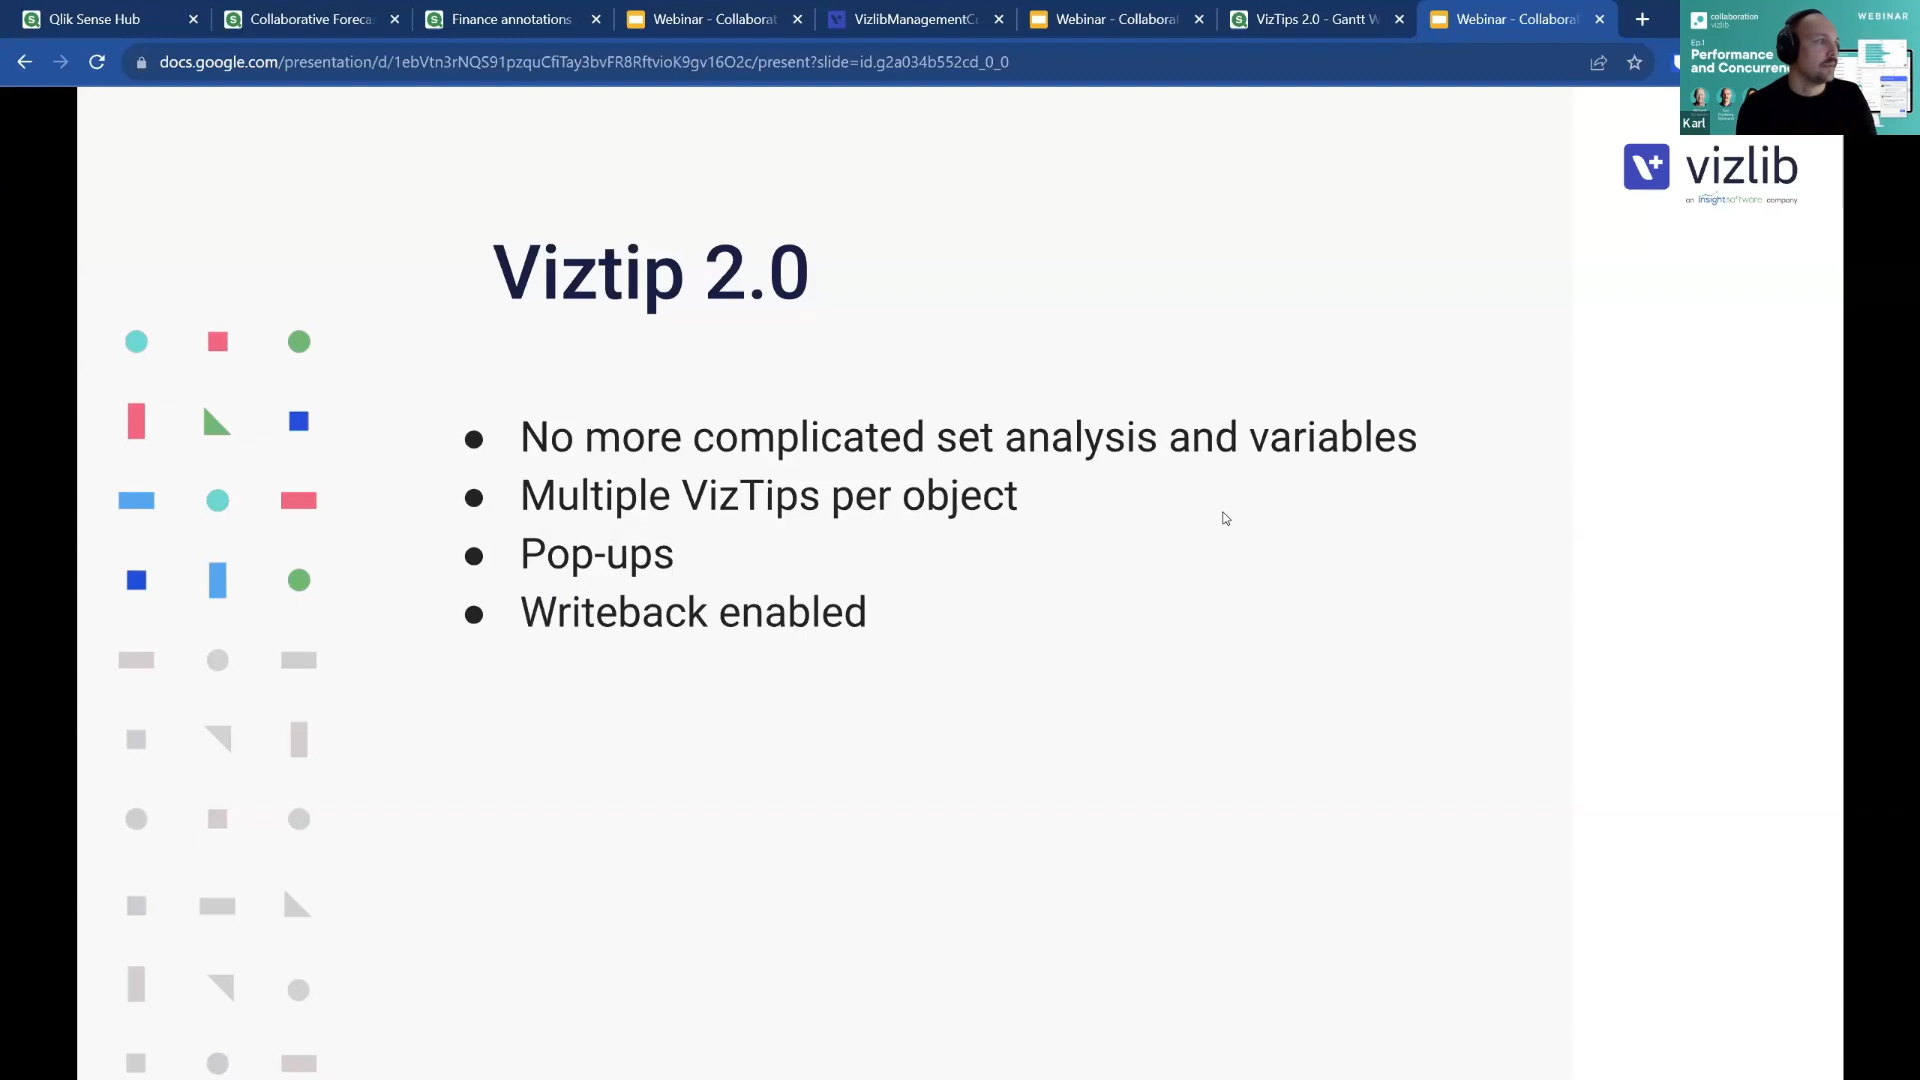 Qlik Sense Hub
Collaborative Foreca
Finance annotations
Webinar - Collaborat
VizlibManagementC
Webinar - Collabora
VizTips 2.0 - Gantt W
Webinar - Collabora
docs.google.com/presentation/d/1ebVtn3rNQS91pzquCfiTay3bvFR8RftvioK9gv16O2c/present?slide=id.g2a034b552cd_0_0
collaboration
vizlib
WEBINAR
Ep.1
Performance
and Concurren
Karl
vizlib
an insightsoftware company
Viztip 2.0
● No more complicated set analysis and variables
● Multiple VizTips per object
● Pop-ups
● Writeback enabled